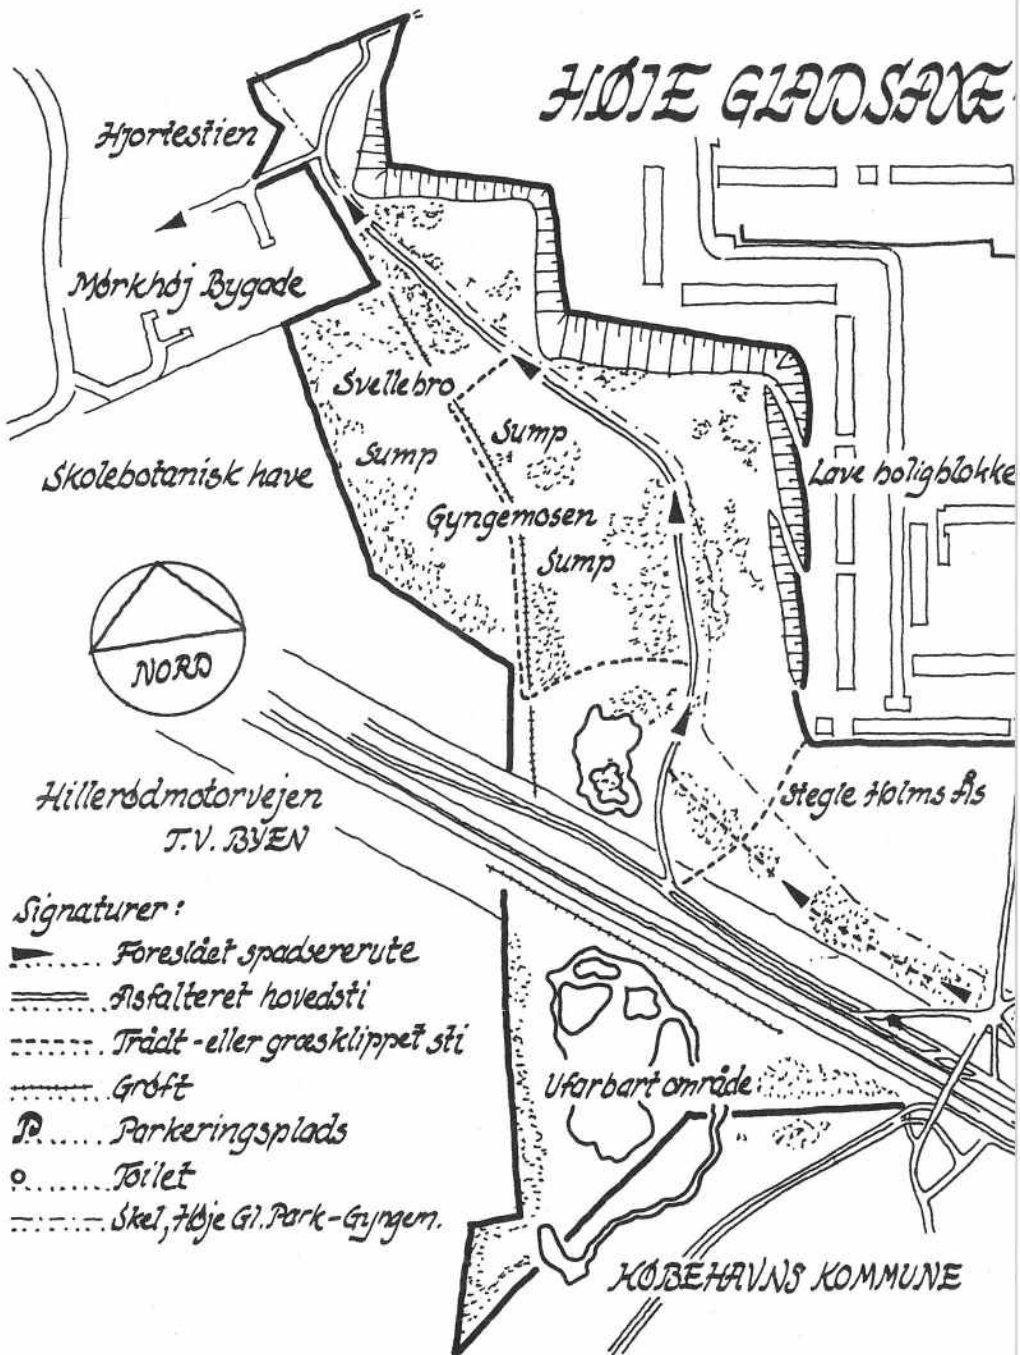 HØJE GLADSAXE
Hjortestien
Mørkhøj Bygade
Svellebro
Sump
Sump
Skolebotanisk have
Lave boligblokke
Gyngemosen
Sump
NORD
Hillerødmotorvejen
T.V. BYEN
Stegle Holms Ås
Signaturer:
Foreslået spadsererute
Asfalteret hovedsti
Trådt- eller græsklippet sti
Grøft
P Parkeringsplads
Toilet
Skel, Høje Gl. Park-Gyngem.
Ufarbart område
KØBEHAVNS KOMMUNE